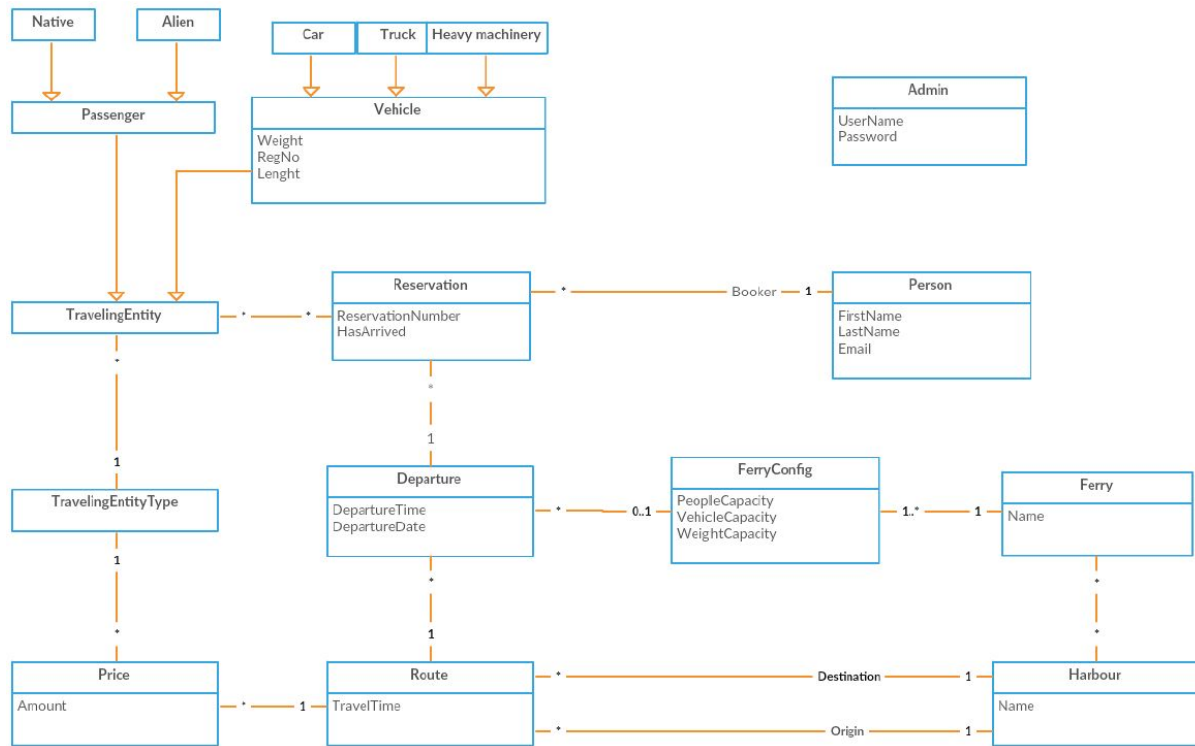 Native
Alien
Car
Truck
Heavy machinery
Passenger
Vehicle
Weight
RegNo
Lenght
Admin
UserName
Password
TravelingEntity
*
*
Reservation
ReservationNumber
HasArrived
*
Booker
1
Person
FirstName
LastName
Email
*
1
*
1
TravelingEntityType
Departure
DepartureTime
DepartureDate
*
0..1
FerryConfig
PeopleCapacity
VehicleCapacity
WeightCapacity
1..*
1
Ferry
Name
1
*
*
1
*
*
Price
Amount
*
1
Route
TravelTime
*
Destination
1
*
Origin
1
Harbour
Name